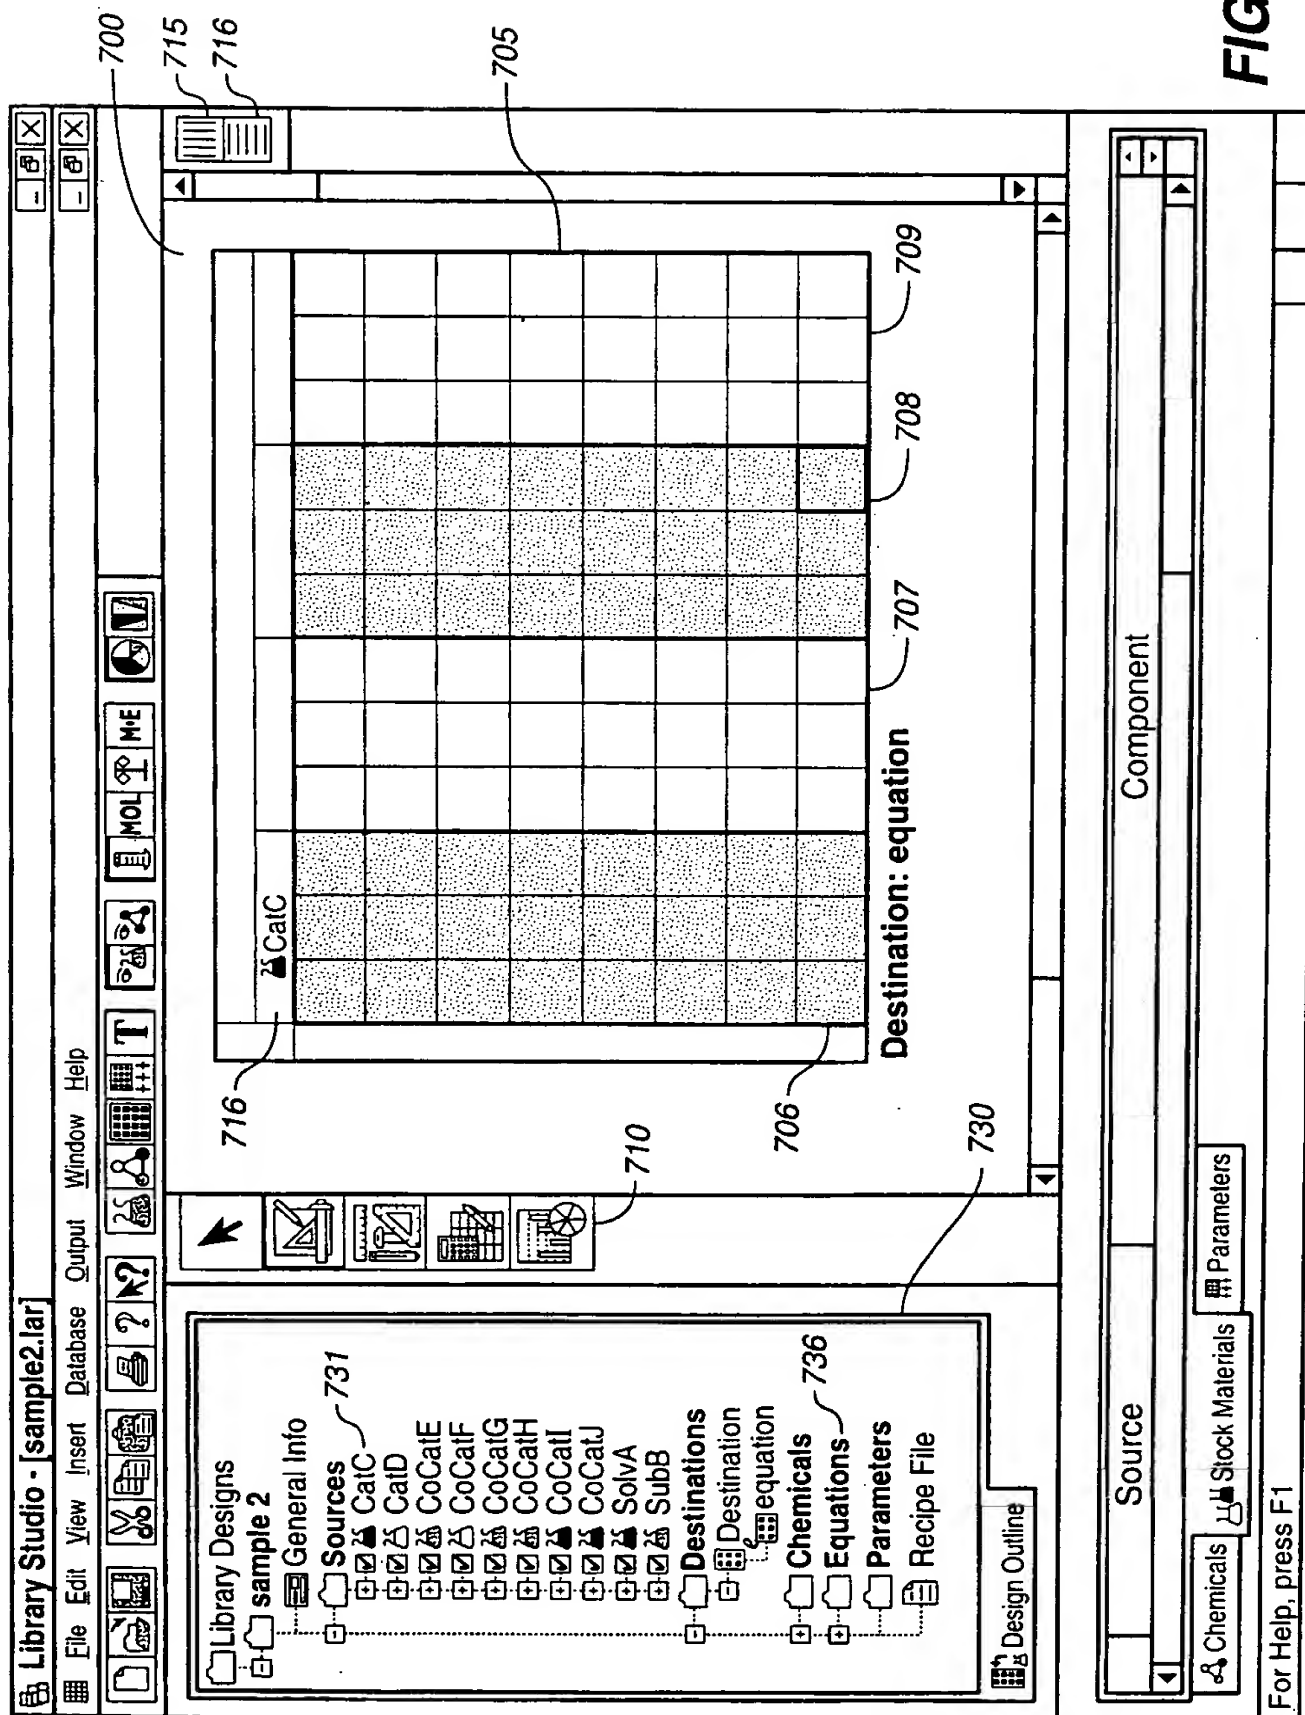 Library Studio - [sample2.lar]
File Edit View Insert Database Output Window Help
? ? T MOL M•E
700
715
716
Library Designs
sample 2
General Info
Sources
731
CatC
CatD
CoCatE
CoCatF
CoCatG
CoCatH
CoCatI
CoCatJ
SolvA
SubB
Destinations
Destination
e equation
Chemicals
Equations
736
Parameters
Recipe File
Design Outline
730
710
716
CatC
705
706
707
708
709
Destination: equation
Source Component
Chemicals Stock Materials Parameters
For Help, press F1
FIG